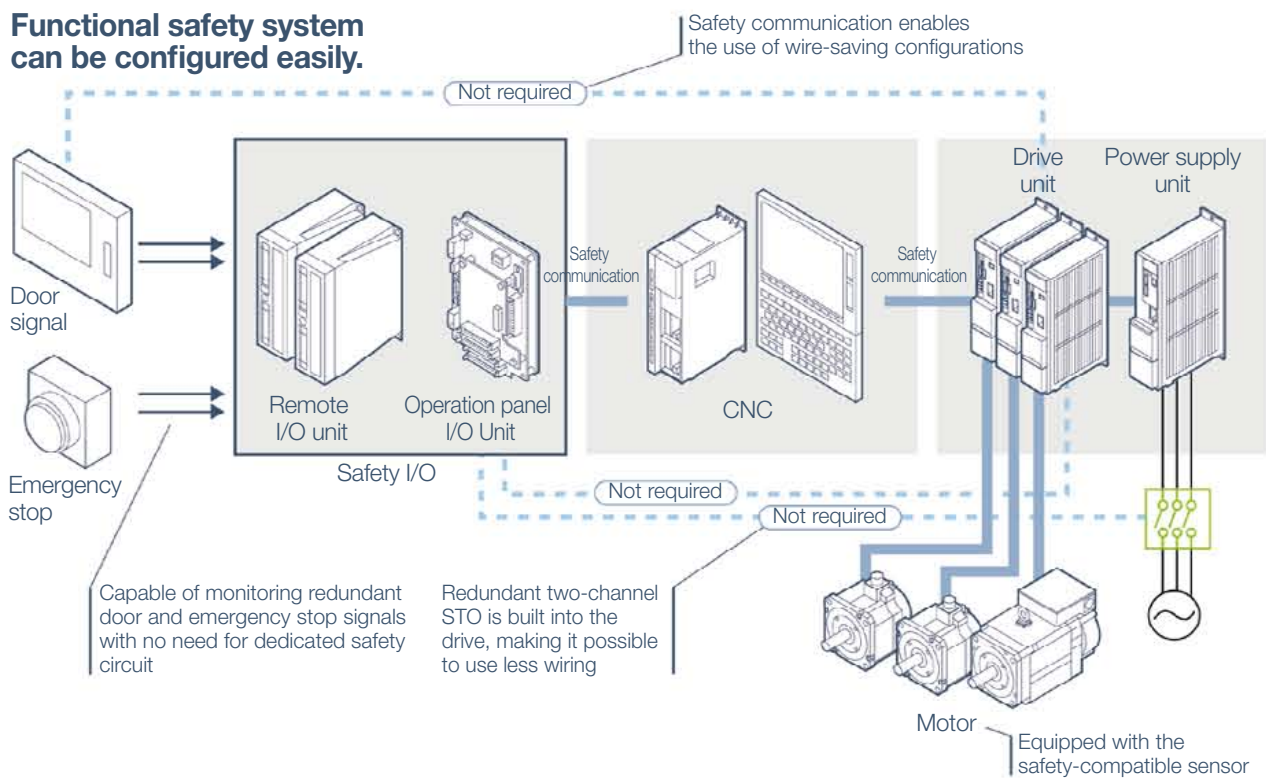 Functional safety system
can be configured easily.
Safety communication enables
the use of wire-saving configurations
Not required
Door
signal
Emergency
stop
Remote
I/O unit
Operation panel
I/O Unit
Safety I/O
Safety
communication
CNC
Safety
communication
Drive
unit
Power supply
unit
Not required
Not required
Capable of monitoring redundant
door and emergency stop signals
with no need for dedicated safety
circuit
Redundant two-channel
STO is built into the
drive, making it possible
to use less wiring
Motor
Equipped with the
safety-compatible sensor